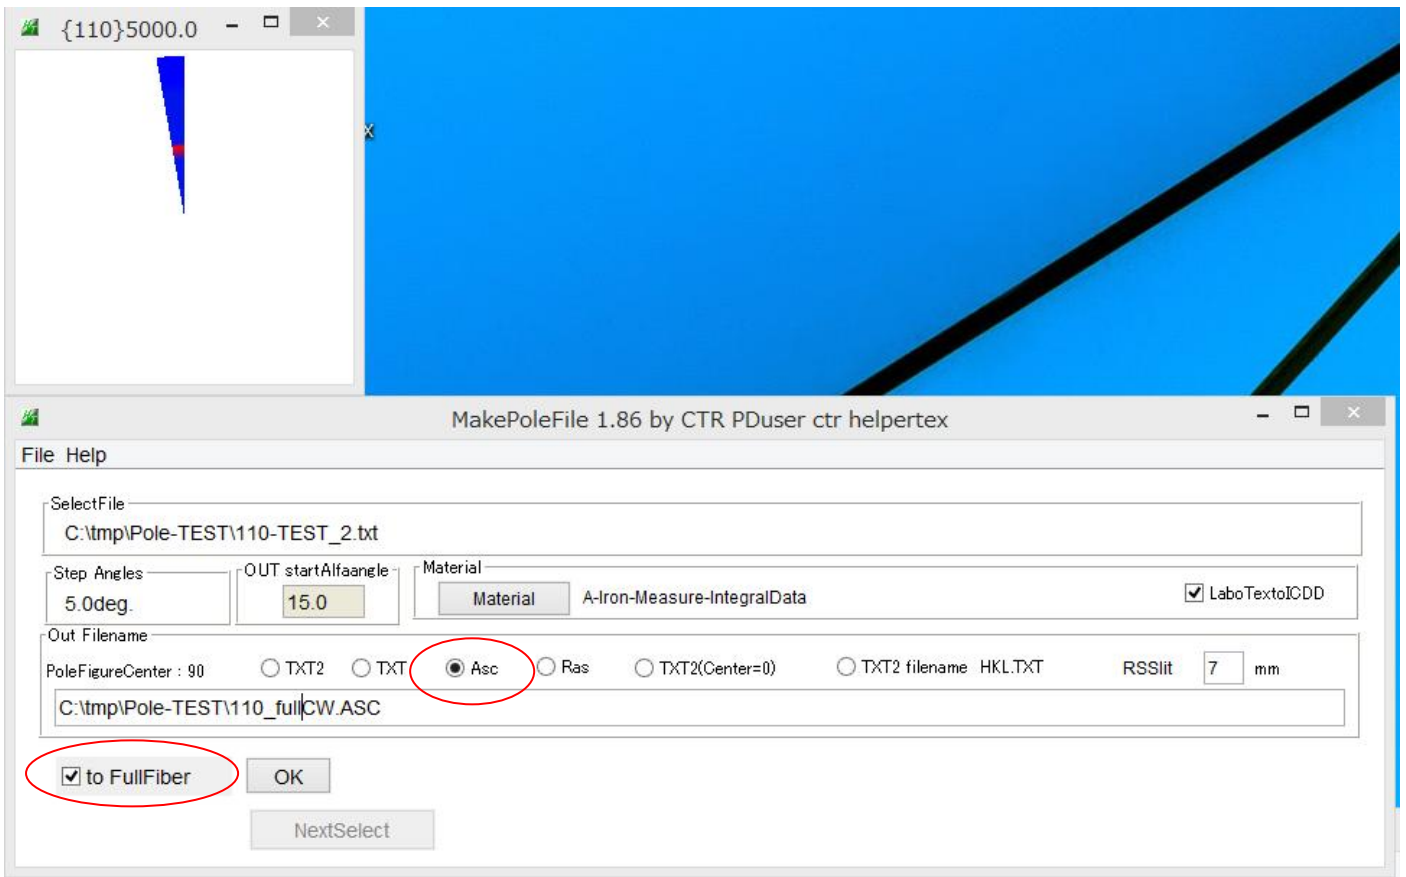 {110}5000.0
X
MakePoleFile 1.86 by CTR PDuser ctr helpertex
File Help
SelectFile
C:\tmp\Pole-TEST\110-TEST_2.txt
Step Angles
5.0deg.
OUT startAlfaangle
15.0
Material
Material A-Iron-Measure-IntegralData
LaboTextoICDD
Out Filename
PoleFigureCenter : 90 TXT2 TXT Asc Ras TXT2(Center=0) TXT2 filename HKL.TXT RSSlit 7 mm
C:\tmp\Pole-TEST\110_fullCW.ASC
to FullFiber OK
NextSelect